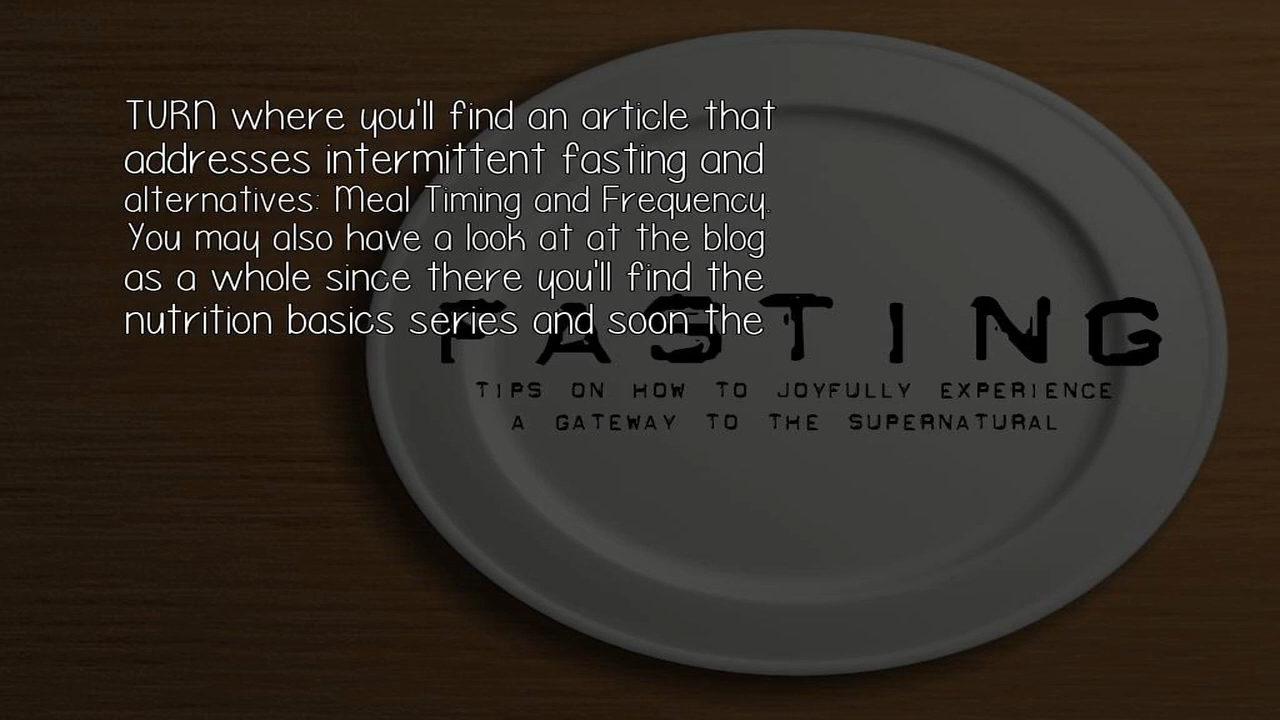 TURN where you'll find an article that
addresses intermittent fasting and
alternatives: Meal Timing and Frequency.
You may also have a look at at the blog
as a whole since there you'll find the
nutrition basics series and soon the
FASTING
TIPS ON HOW TO JOYFULLY EXPERIENCE
A GATEWAY TO THE SUPERNATURAL